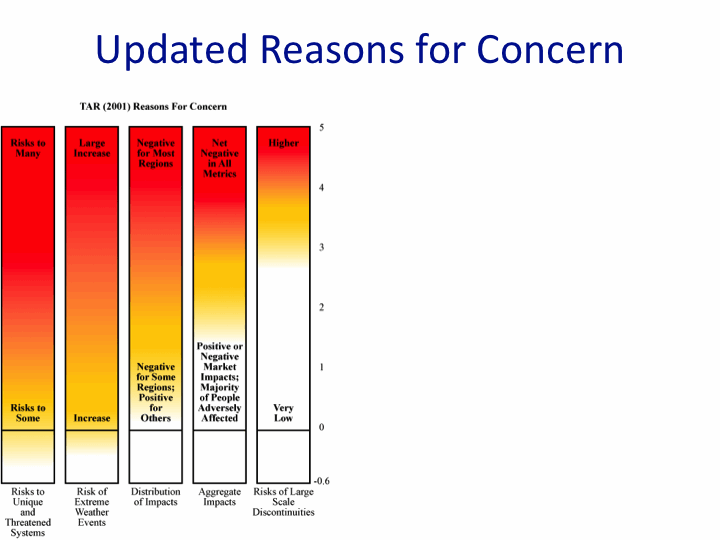 Updated Reasons for Concern
TAR (2001) Reasons For Concern
Risks to
Many
Large
Increase
Negative
for Most
Regions
Net
Negative
in All
Metrics
Higher
5
4
3
2
1
0
-0.6
Risks to
Some
Increase
Negative
for Some
Regions;
Positive
for
Others
Positive or
Negative
Market
Impacts;
Majority
of People
Adversely
Affected
Very
Low
Risks to
Unique
and
Threatened
Systems
Risk of
Extreme
Weather
Events
Distribution
of Impacts
Aggregate
Impacts
Risks of Large
Scale
Discontinuities